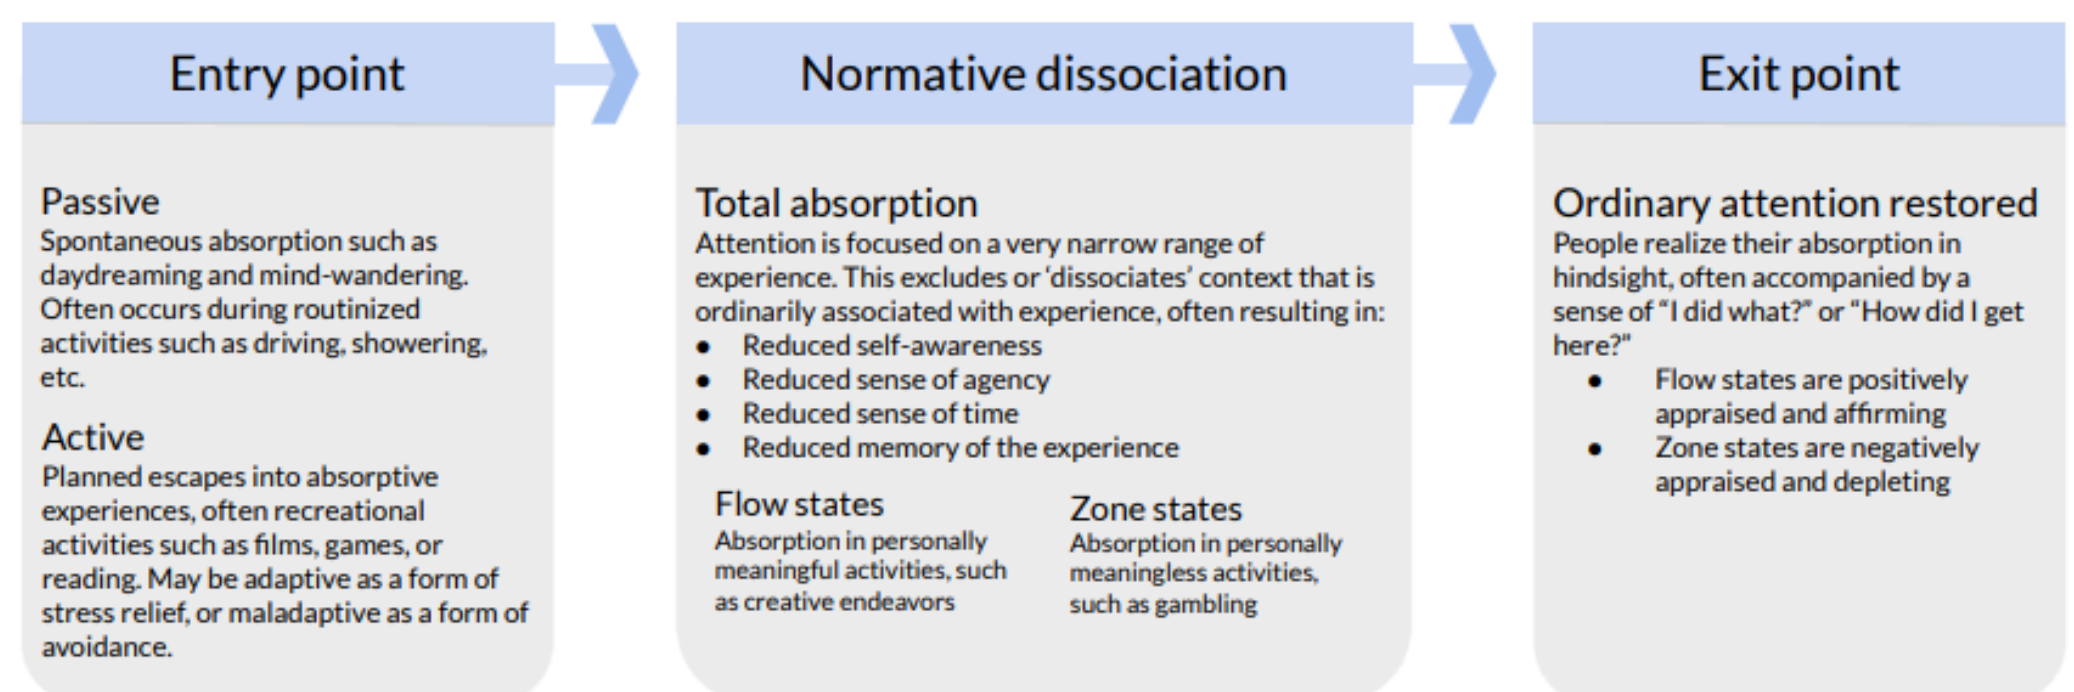 Entry point
Normative dissociation
Exit point
Passive
Spontaneous absorption such as
daydreaming and mind-wandering.
Often occurs during routinized
activities such as driving, showering,
etc.
Active
Planned escapes into absorptive
experiences, often recreational
activities such as films, games, or
reading. May be adaptive as a form of
stress relief, or maladaptive as a form of
avoidance.
Total absorption
Attention is focused on a very narrow range of
experience. This excludes or ‘dissociates’ context that is
ordinarily associated with experience, often resulting in:
● Reduced self-awareness
● Reduced sense of agency
● Reduced sense of time
● Reduced memory of the experience
Flow states
Absorption in personally
meaningful activities, such
as creative endeavors
Zone states
Absorption in personally
meaningless activities,
such as gambling
Ordinary attention restored
People realize their absorption in
hindsight, often accompanied by a
sense of “I did what?” or “How did I get
here?”
● Flow states are positively
appraised and affirming
● Zone states are negatively
appraised and depleting